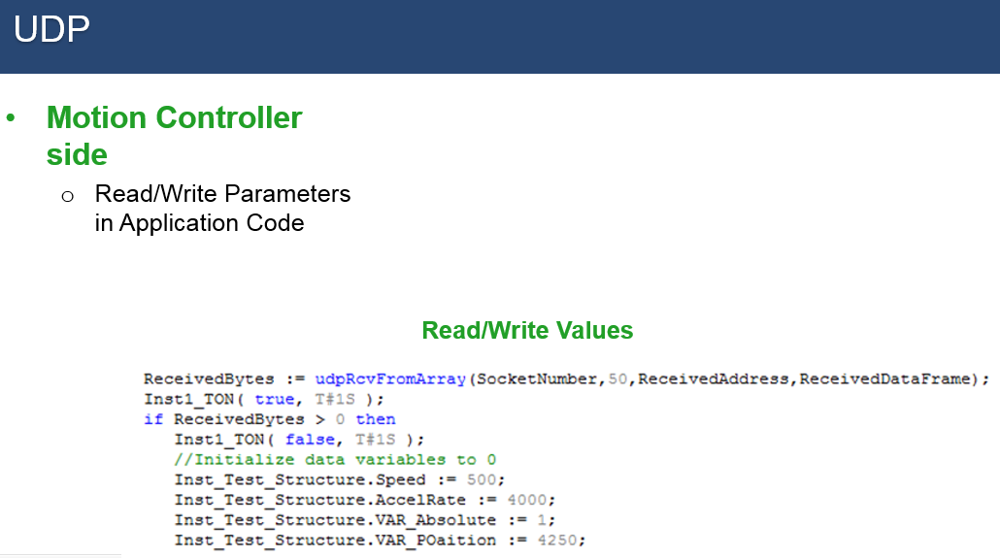 UDP
• Motion Controller
side
o Read/Write Parameters
in Application Code
Read/Write Values
ReceivedBytes := udpRcvFromArray(SocketNumber,50,ReceivedAddress,ReceivedDataFrame);
Inst1_TON( true, T#1S );
if ReceivedBytes > 0 then
Inst1_TON( false, T#1S );
//Initialize data variables to 0
Inst_Test_Structure.Speed := 500;
Inst_Test_Structure.AccelRate := 4000;
Inst_Test_Structure.VAR_Absolute := 1;
Inst_Test_Structure.VAR_POaition := 4250;